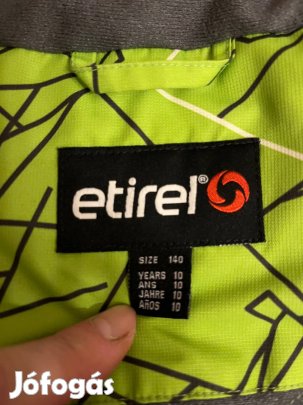 etirel®
SIZE 140
YEARS 10
ANS 10
JAHRE 10
AÑOS 10
Jófogás